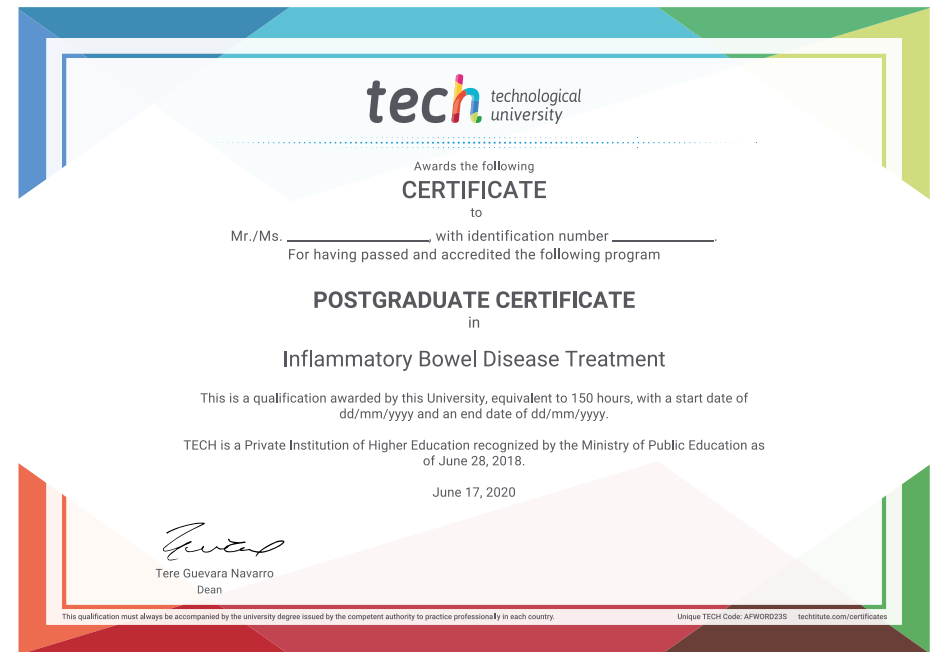 tech technological
university
Awards the following
CERTIFICATE
to
Mr./Ms. ____________, with identification number ____________.
For having passed and accredited the following program
POSTGRADUATE CERTIFICATE
in
Inflammatory Bowel Disease Treatment
This is a qualification awarded by this University, equivalent to 150 hours, with a start date of
dd/mm/yyyy and an end date of dd/mm/yyyy.
TECH is a Private Institution of Higher Education recognized by the Ministry of Public Education as
of June 28, 2018.
June 17, 2020
Tere Guevara Navarro
Dean
This qualification must always be accompanied by the university degree issued by the competent authority to practice professionally in each country.
Unique TECH Code: AFWORD23S techtitute.com/certificates